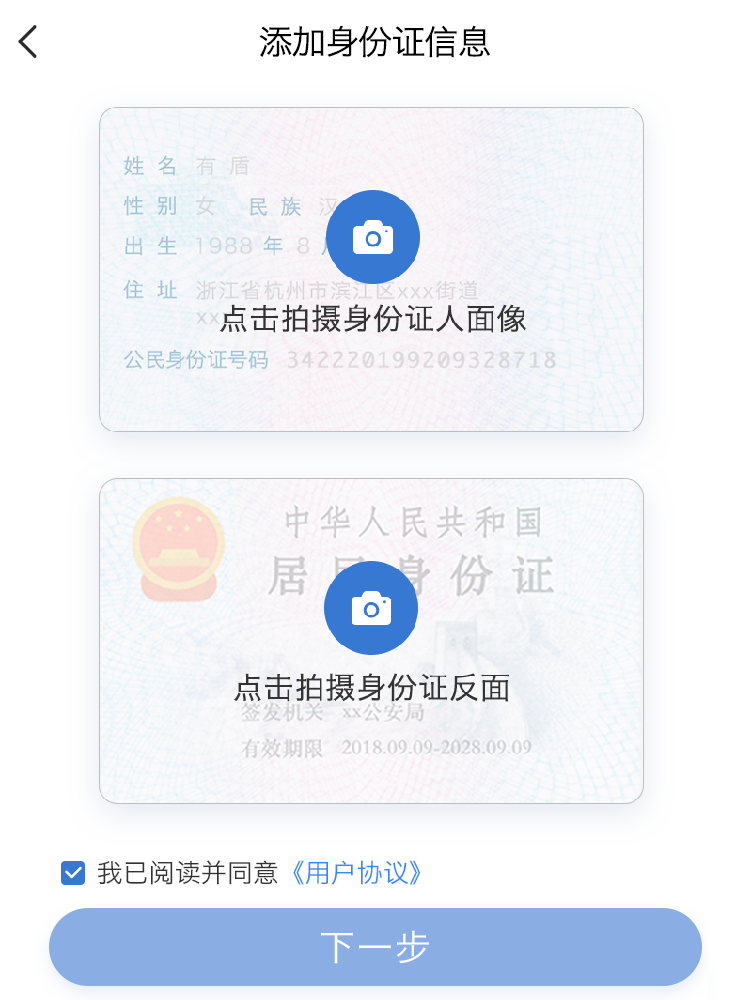 添加身份证信息
姓 名 有 盾
性 别 女 民 族 汉
出 生 1988 年 8
住 址 浙江省杭州市滨江区xxx街道
xx
点击拍摄身份证人面像
公民身份证号码 342220199209328718
中华人民共和国
居民身份证
点击拍摄身份证反面
签发机关 xx公安局
有效期限 2018.09.09-2028.09.09
我已阅读并同意《用户协议》
下一步